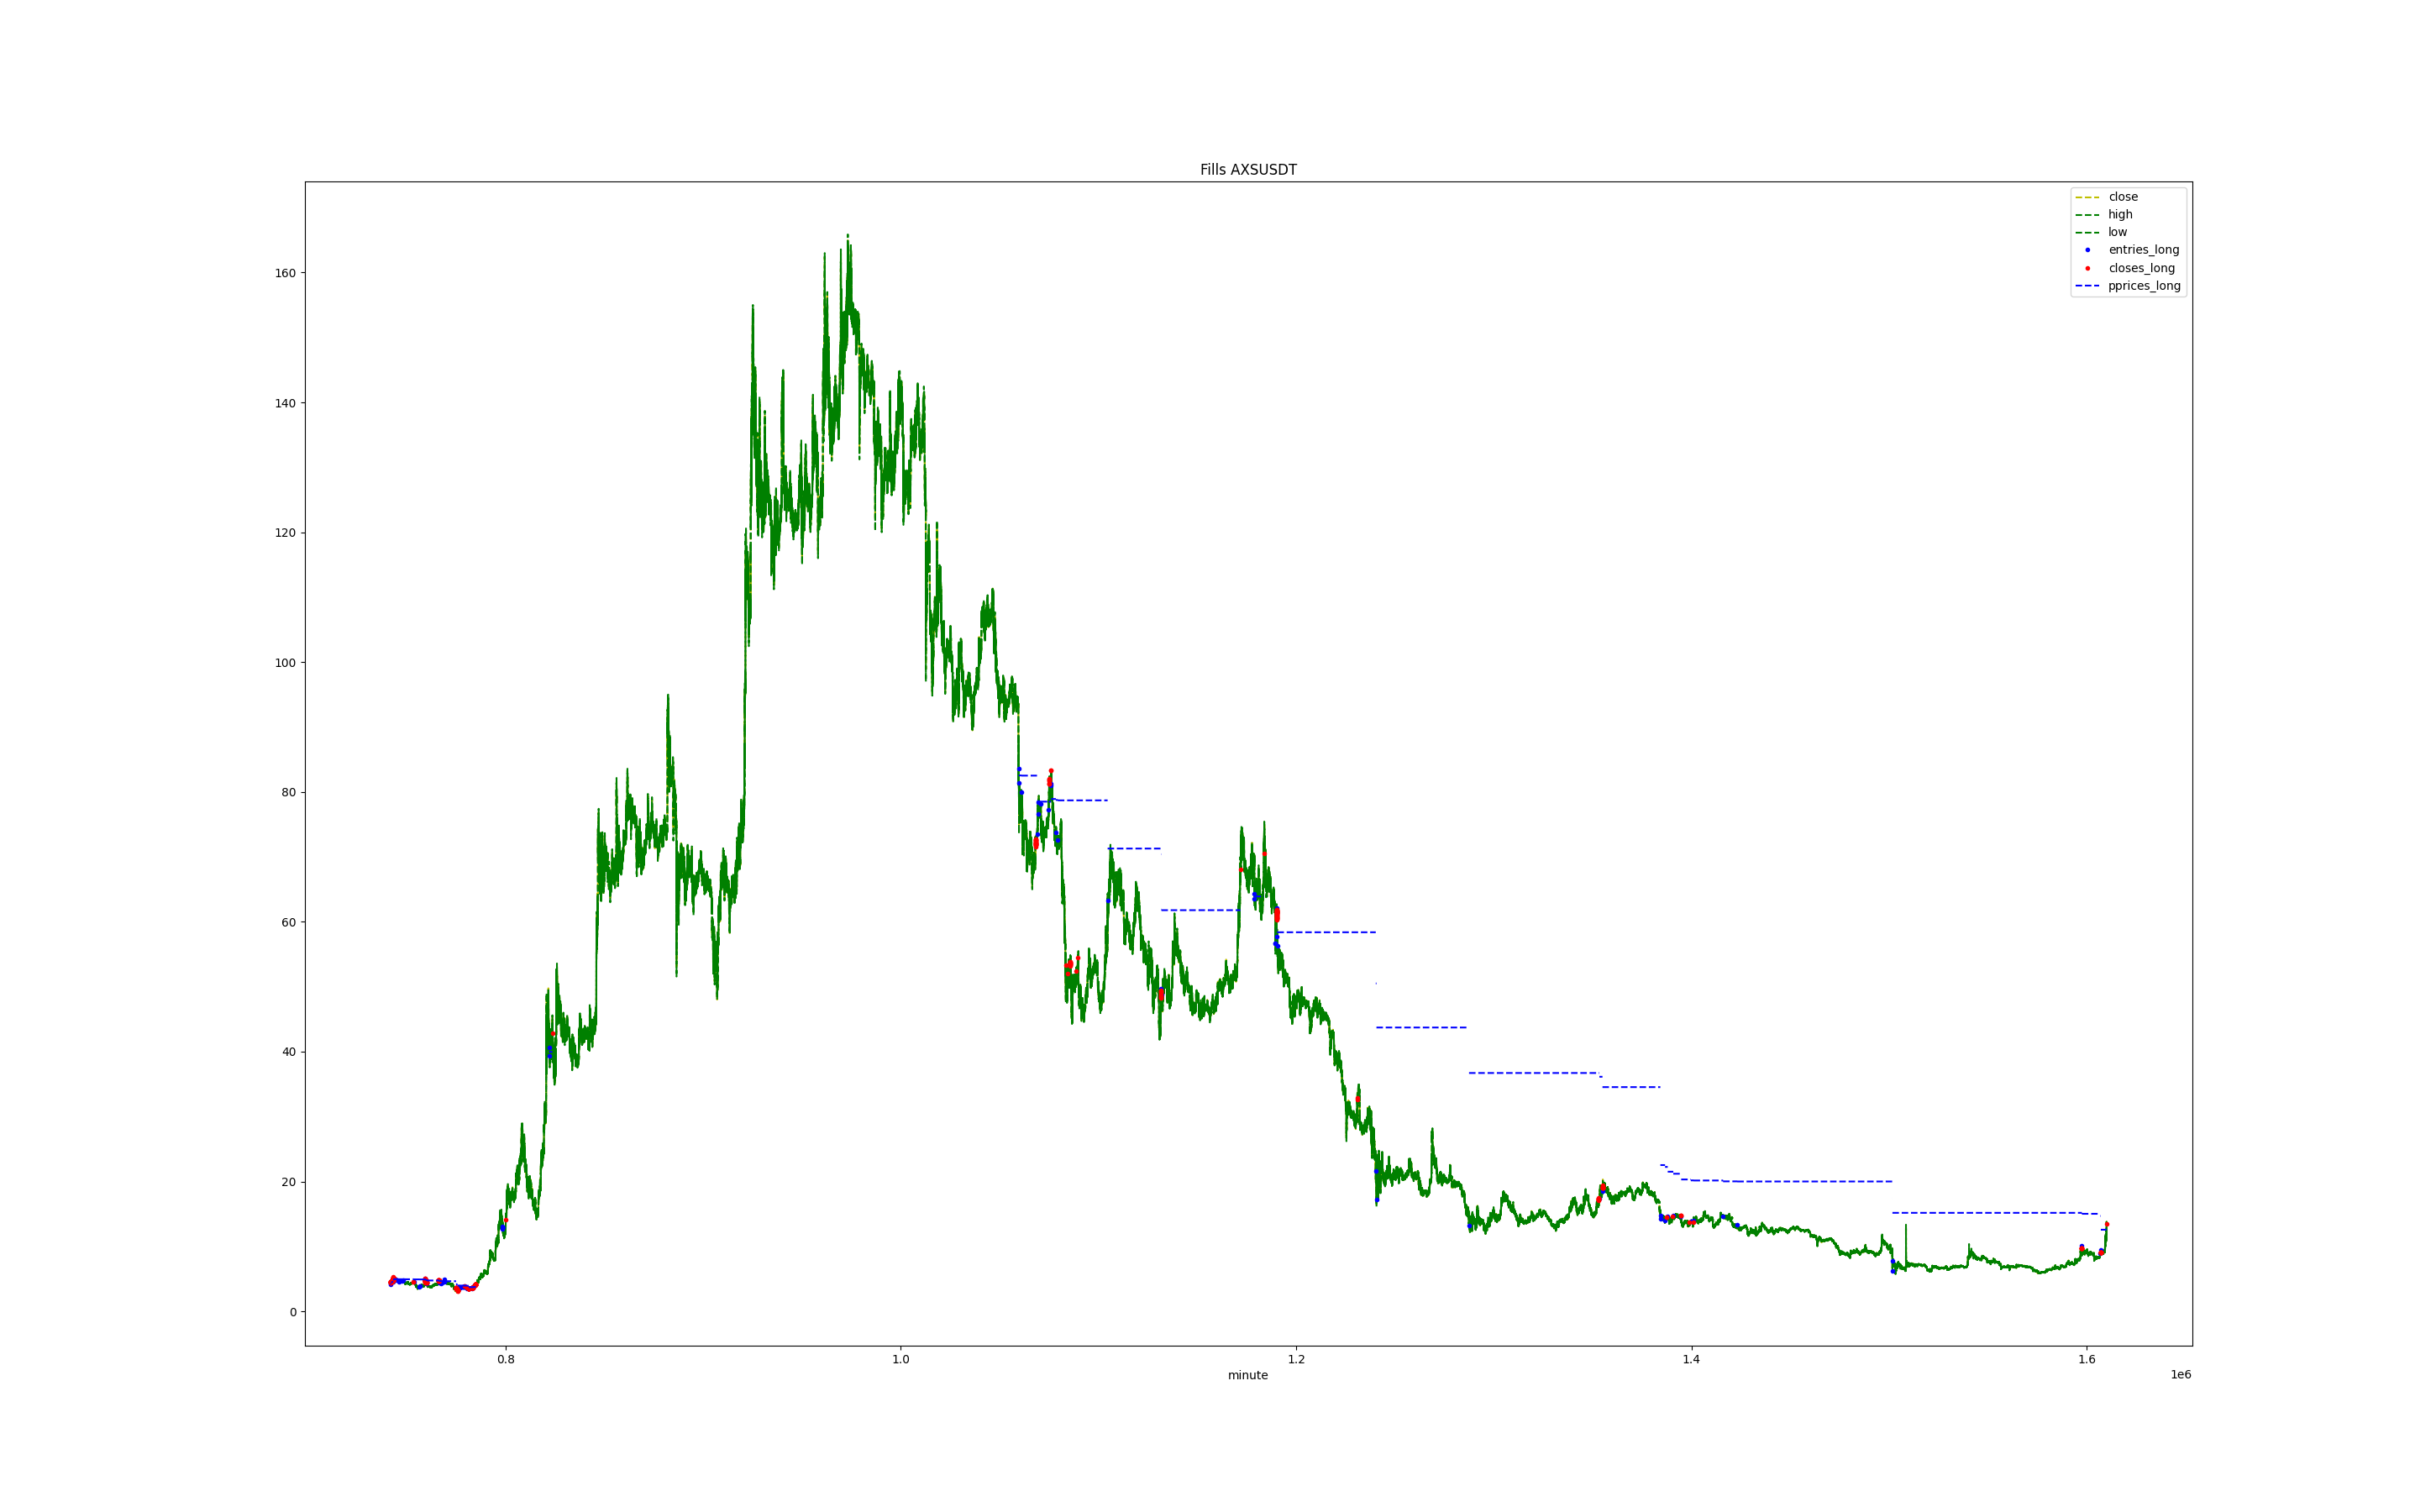 Fills AXSUSDT
close
high
low
entries_long
closes_long
pprices_long
160
140
120
100
80
60
40
20
0
0.8 1.0 1.2 1.4 1.6
minute 1e6